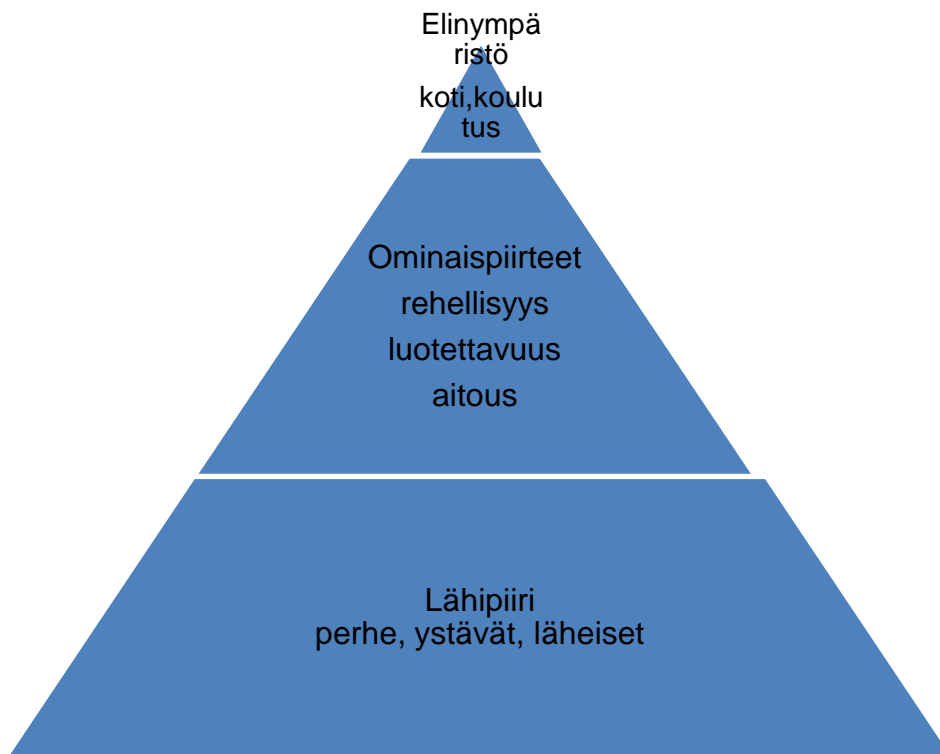 Elinympä
ristö
koti,koulu
tus
Ominaispiirteet
rehellisyys
luotettavuus
aitous
Lähipiiri
perhe, ystävät, läheiset